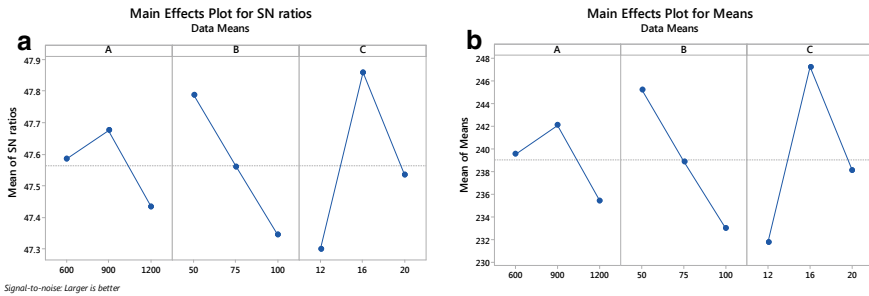 a
Main Effects Plot for SN ratios
Data Means
A B C
Mean of SN ratios
47.9
47.8
47.7
47.6
47.5
47.4
47.3
600 900 1200 50 75 100 12 16 20
Signal-to-noise: Larger is better
b
Main Effects Plot for Means
Data Means
A B C
Mean of Means
248
246
244
242
240
238
236
234
232
230
600 900 1200 50 75 100 12 16 20